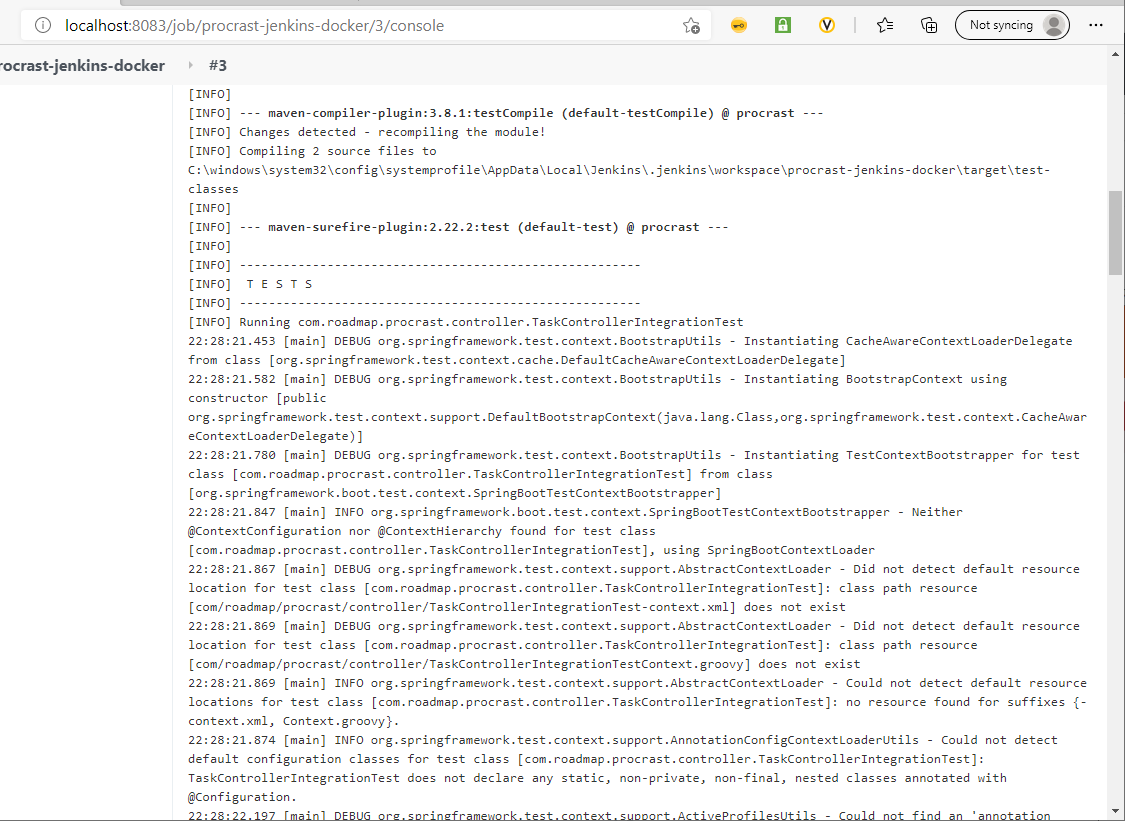 localhost:8083/job/procrast-jenkins-docker/3/console
Not syncing
rocrast-jenkins-docker
#3
[INFO]
[INFO] --- maven-compiler-plugin:3.8.1:testCompile (default-testCompile) @ procrast ---
[INFO] Changes detected - recompiling the module!
[INFO] Compiling 2 source files to
C:\windows\system32\config\systemprofile\AppData\Local\Jenkins\.jenkins\workspace\procrast-jenkins-docker\target\test-
classes
[INFO]
[INFO] --- maven-surefire-plugin:2.22.2:test (default-test) @ procrast ---
[INFO]
[INFO] -------------------------------------------------------
[INFO]  T E S T S
[INFO] -------------------------------------------------------
[INFO] Running com.roadmap.procrast.controller.TaskControllerIntegrationTest
22:28:21.453 [main] DEBUG org.springframework.test.context.BootstrapUtils - Instantiating CacheAwareContextLoaderDelegate
from class [org.springframework.test.context.cache.DefaultCacheAwareContextLoaderDelegate]
22:28:21.582 [main] DEBUG org.springframework.test.context.BootstrapUtils - Instantiating BootstrapContext using
constructor [public
org.springframework.test.context.support.DefaultBootstrapContext(java.lang.Class,org.springframework.test.context.CacheAwar
eContextLoaderDelegate)]
22:28:21.780 [main] DEBUG org.springframework.test.context.BootstrapUtils - Instantiating TestContextBootstrapper for test
class [com.roadmap.procrast.controller.TaskControllerIntegrationTest] from class
[org.springframework.boot.test.context.SpringBootTestContextBootstrapper]
22:28:21.847 [main] INFO org.springframework.boot.test.context.SpringBootTestContextBootstrapper - Neither
@ContextConfiguration nor @ContextHierarchy found for test class
[com.roadmap.procrast.controller.TaskControllerIntegrationTest], using SpringBootContextLoader
22:28:21.867 [main] DEBUG org.springframework.test.context.support.AbstractContextLoader - Did not detect default resource
location for test class [com.roadmap.procrast.controller.TaskControllerIntegrationTest]: class path resource
[com/roadmap/procrast/controller/TaskControllerIntegrationTest-context.xml] does not exist
22:28:21.869 [main] DEBUG org.springframework.test.context.support.AbstractContextLoader - Did not detect default resource
location for test class [com.roadmap.procrast.controller.TaskControllerIntegrationTest]: class path resource
[com/roadmap/procrast/controller/TaskControllerIntegrationTestContext.groovy] does not exist
22:28:21.869 [main] INFO org.springframework.test.context.support.AbstractContextLoader - Could not detect default resource
locations for test class [com.roadmap.procrast.controller.TaskControllerIntegrationTest]: no resource found for suffixes {-
context.xml, Context.groovy}.
22:28:21.874 [main] INFO org.springframework.test.context.support.AnnotationConfigContextLoaderUtils - Could not detect
default configuration classes for test class [com.roadmap.procrast.controller.TaskControllerIntegrationTest]:
TaskControllerIntegrationTest does not declare any static, non-private, non-final, nested classes annotated with
@Configuration.
22:28:22.197 [main] DEBUG org.springframework.test.context.support.ActiveProfilesUtils - Could not find an 'annotation